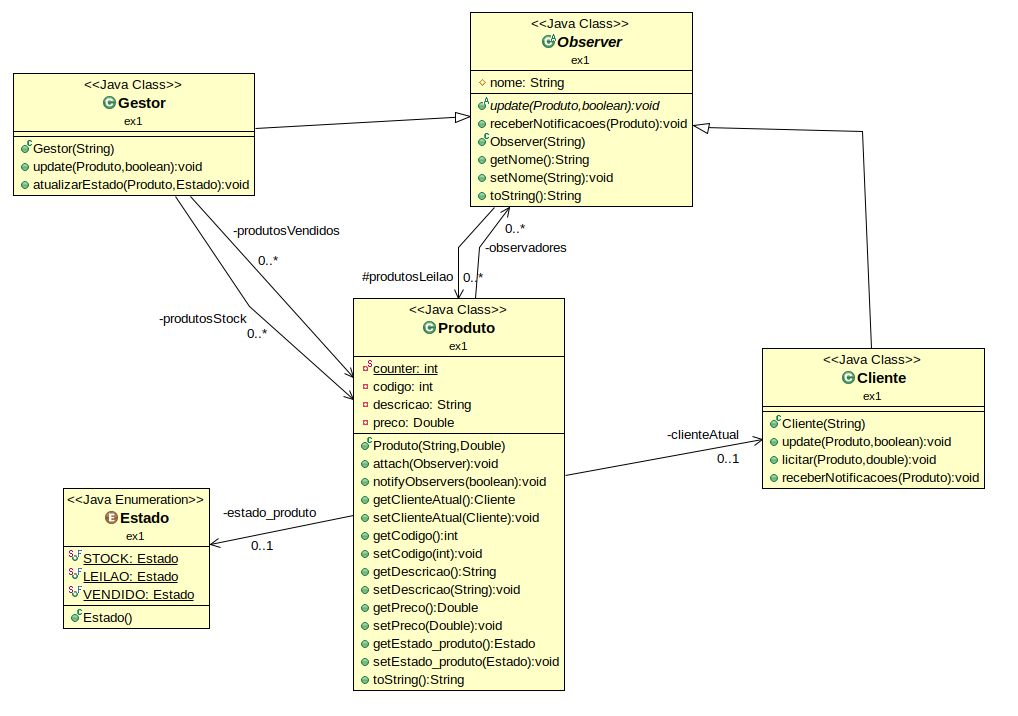 <<Java Class>>
Observer
ex1
nome: String
update(Produto,boolean):void
receberNotificacoes(Produto):void
Observer(String)
getNome():String
setNome(String):void
toString():String
<<Java Class>>
Gestor
ex1
Gestor(String)
update(Produto,boolean):void
atualizarEstado(Produto,Estado):void
-produtosVendidos
0..*
-produtosStock
0..*
0..*
-observadores
#produtosLeilao
0..*
<<Java Class>>
Produto
ex1
counter: int
codigo: int
descricao: String
preco: Double
Produto(String,Double)
attach(Observer):void
notifyObservers(boolean):void
getClienteAtual():Cliente
setClienteAtual(Cliente):void
getCodigo():int
setCodigo(int):void
getDescricao():String
setDescricao(String):void
getPreco():Double
setPreco(Double):void
getEstado_produto():Estado
setEstado_produto(Estado):void
toString():String
<<Java Class>>
Cliente
ex1
Cliente(String)
update(Produto,boolean):void
licitar(Produto,double):void
receberNotificacoes(Produto):void
-clienteAtual
0..1
-estado_produto
0..1
<<Java Enumeration>>
Estado
ex1
STOCK: Estado
LEILAO: Estado
VENDIDO: Estado
Estado()